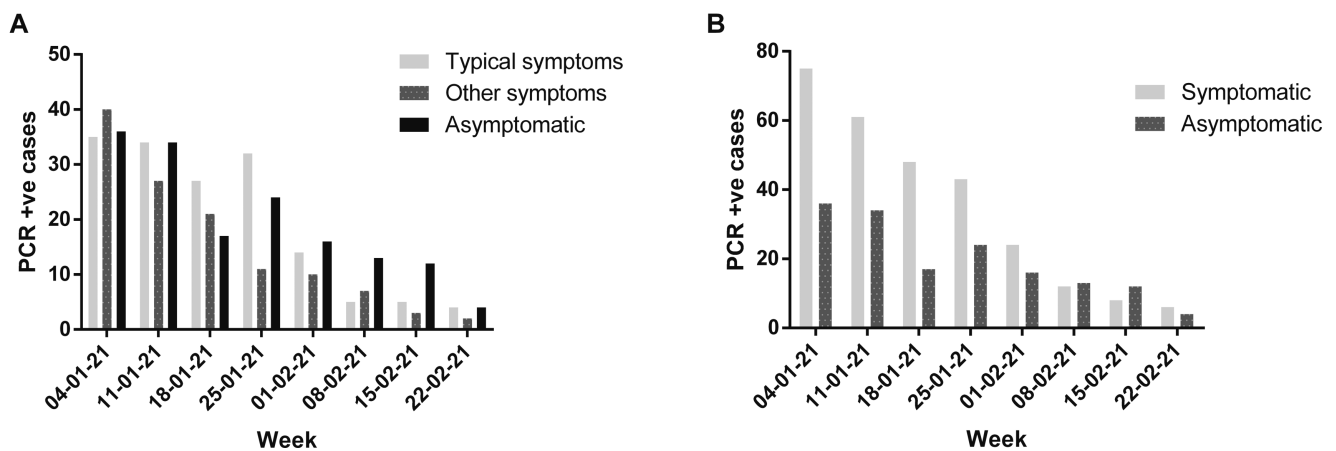 A
50
40
30
20
10
0
PCR +ve cases
Typical symptoms
Other symptoms
Asymptomatic
04-01-21
11-01-21
18-01-21
25-01-21
01-02-21
08-02-21
15-02-21
22-02-21
Week
B
80
60
40
20
0
PCR +ve cases
Symptomatic
Asymptomatic
04-01-21
11-01-21
18-01-21
25-01-21
01-02-21
08-02-21
15-02-21
22-02-21
Week